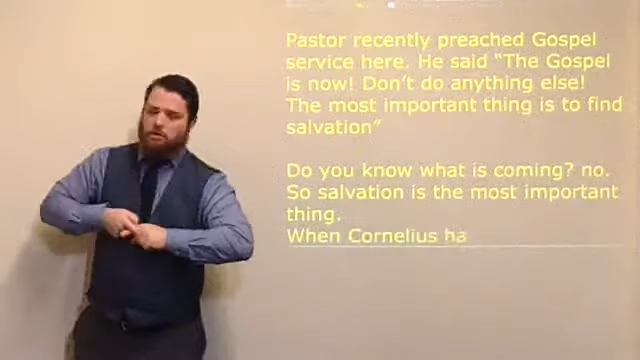 Pastor recently preached Gospel
service here. He said “The Gospel
is now! Don't do anything else!
The most important thing is to find
salvation”
Do you know what is coming? no.
So salvation is the most important
thing.
When Cornelius ha